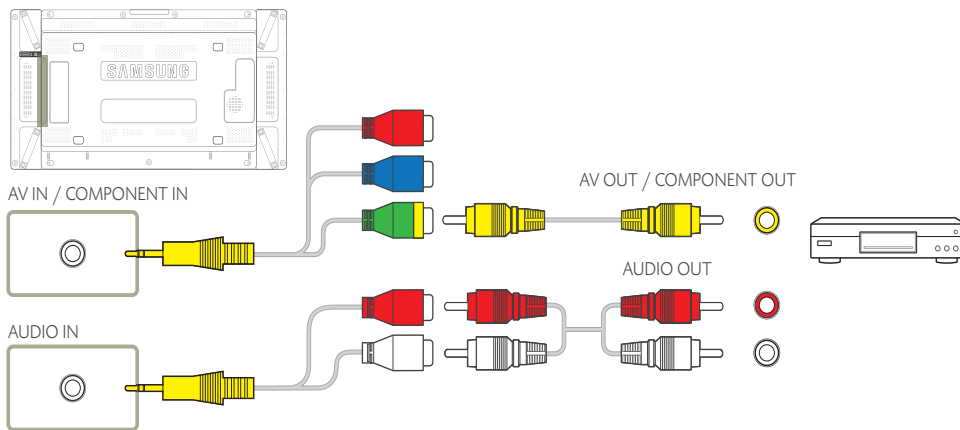 SAMSUNG
AV IN / COMPONENT IN
AV OUT / COMPONENT OUT
AUDIO OUT
AUDIO IN